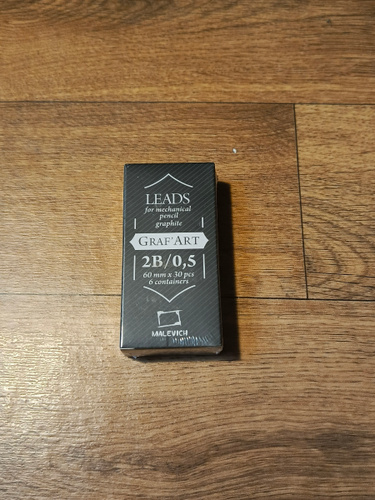 LEADS
for mechanical
pencil
graphite
GRAF'ART
2B/0,5
60 mm x 30 pcs
6 containers
MALEVICH